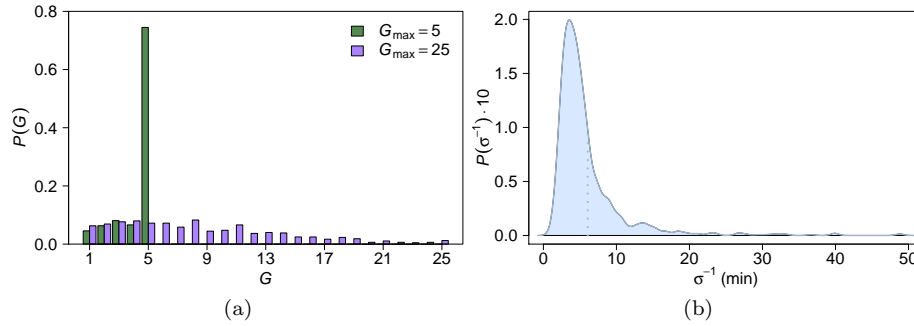 0.8
0.6
0.4
0.2
0.0
P(G)
G_max = 5
G_max = 25
1 5 9 13 17 21 25
G
(a)
2.0
1.5
1.0
0.5
0.0
P(σ⁻¹) · 10
0 10 20 30 40 50
σ⁻¹ (min)
(b)